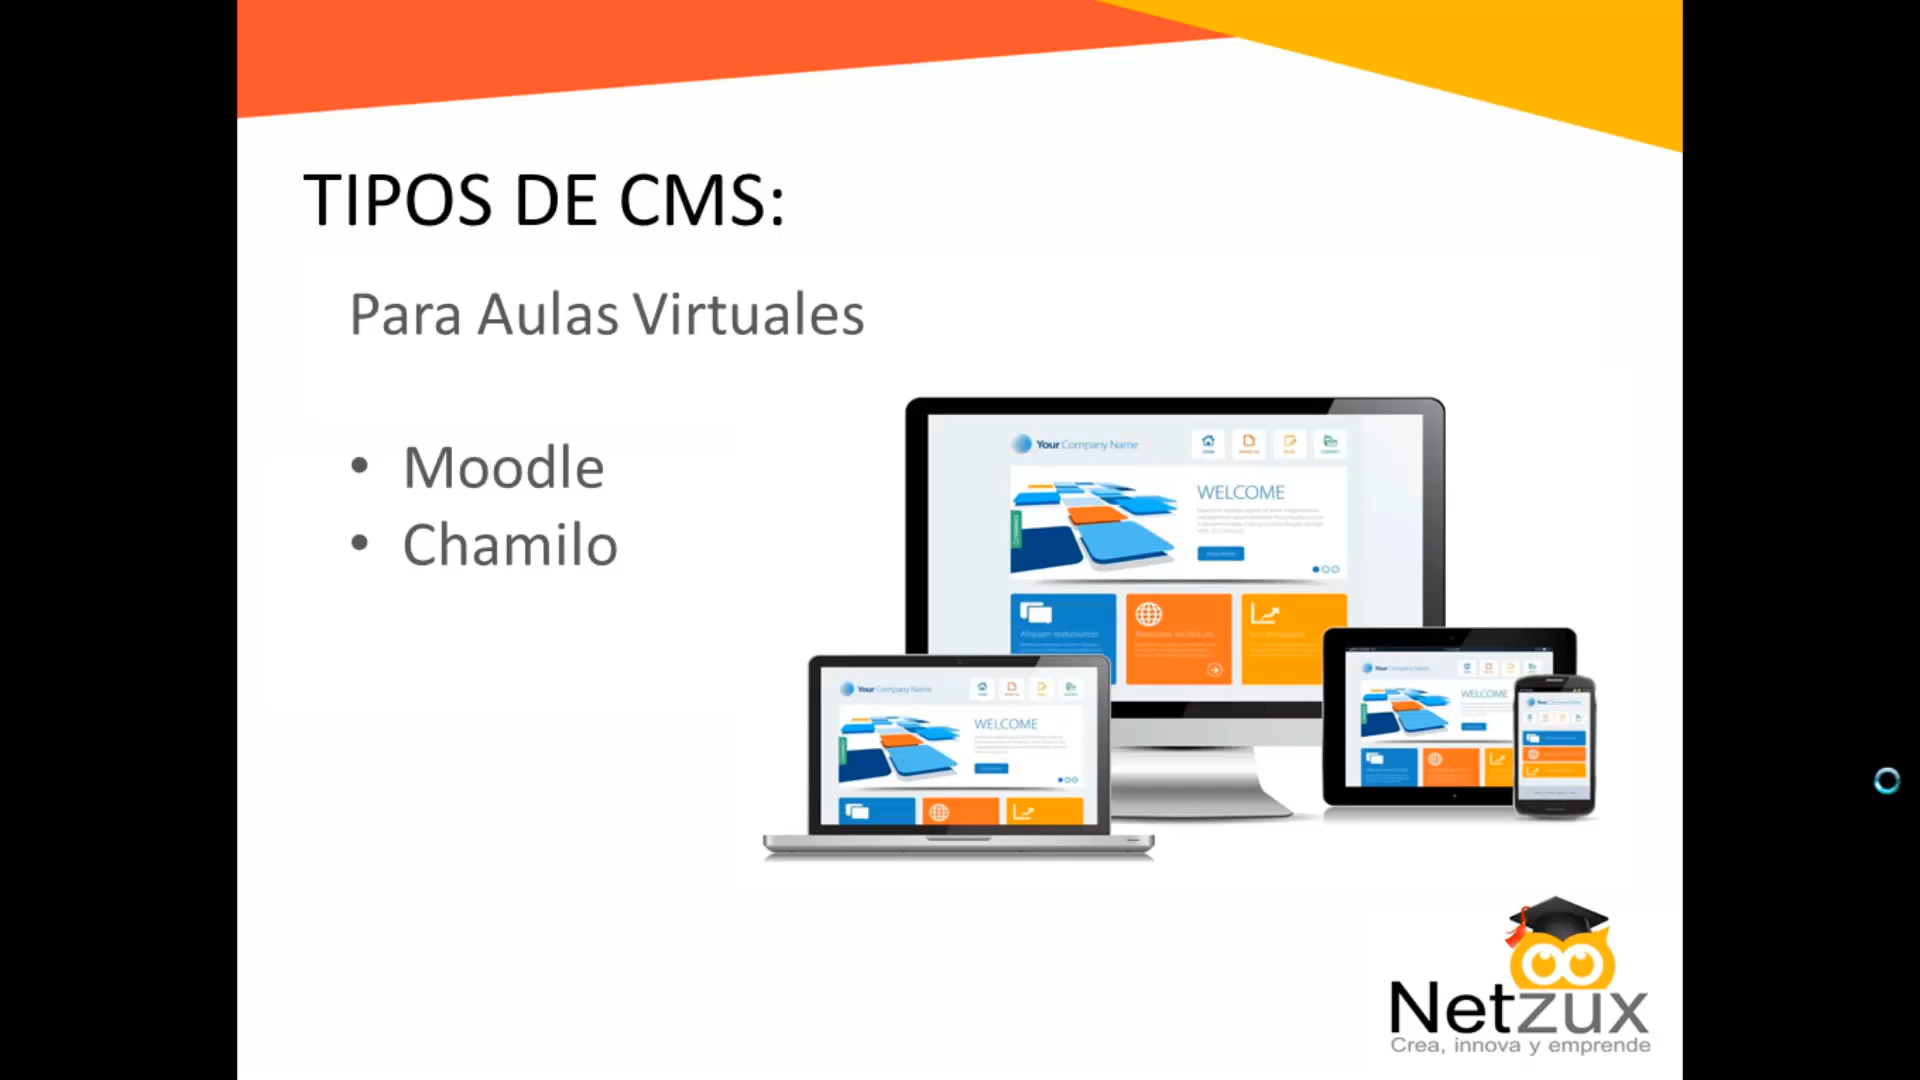 TIPOS DE CMS:
Para Aulas Virtuales
• Moodle
• Chamilo
Your Company Name
WELCOME
Your Company Name
WELCOME
Your Company Name
WELCOME
Netzux
Crea, innova y emprende